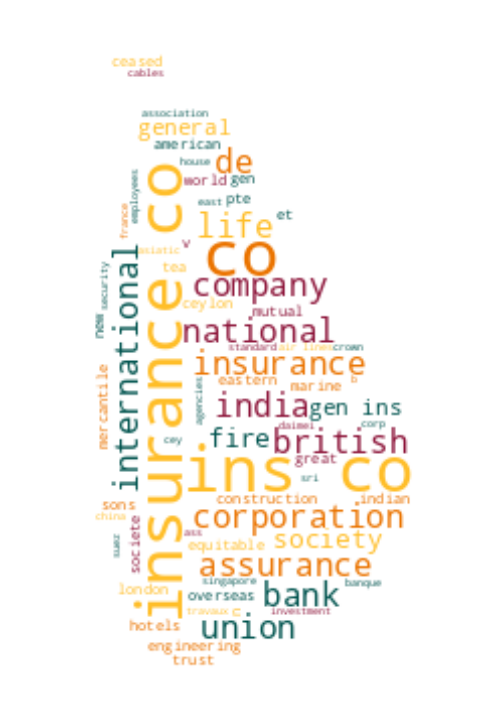 ceased
cables
association
general
american
house
de
world
gen
employees
east
pte
france
life
et
insurance co
v
asiatic
co
tea
security
international
company
ceylon
mutual
new
national
standard
air lines
crown
insurance
eastern
marine
b
mercantile
agencies
india
gen ins
corp
daimei
fire
cey
british
great
ins co
sri
construction
indian
sons
corporation
china
societe
ass
society
equitable
suez
assurance
singapore
banque
london
overseas
bank
travaux
c
investment
hotels
union
engineering
trust